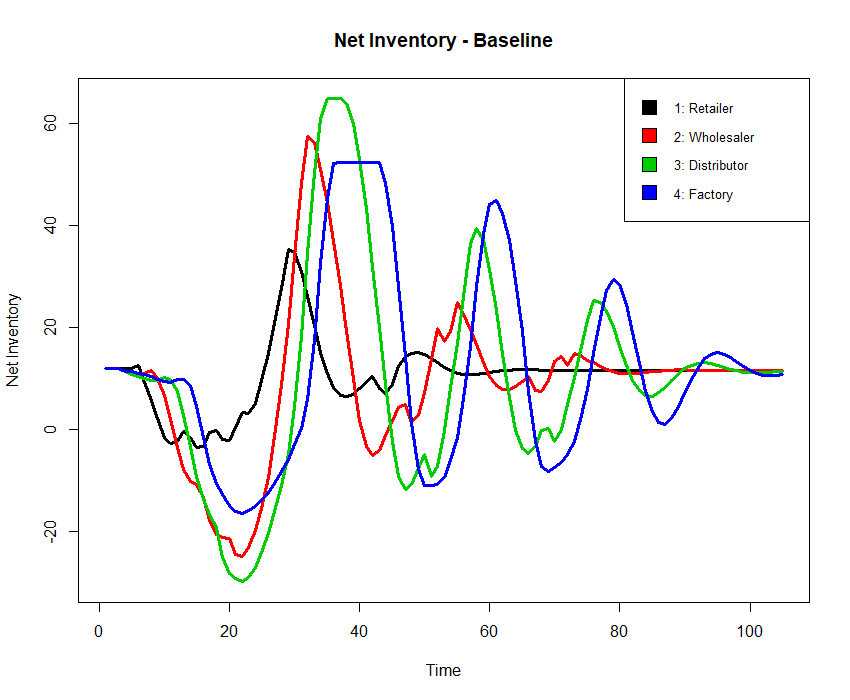 Net Inventory - Baseline
1: Retailer
2: Wholesaler
3: Distributor
4: Factory
Net Inventory
60
40
20
0
-20
0 20 40 60 80 100
Time